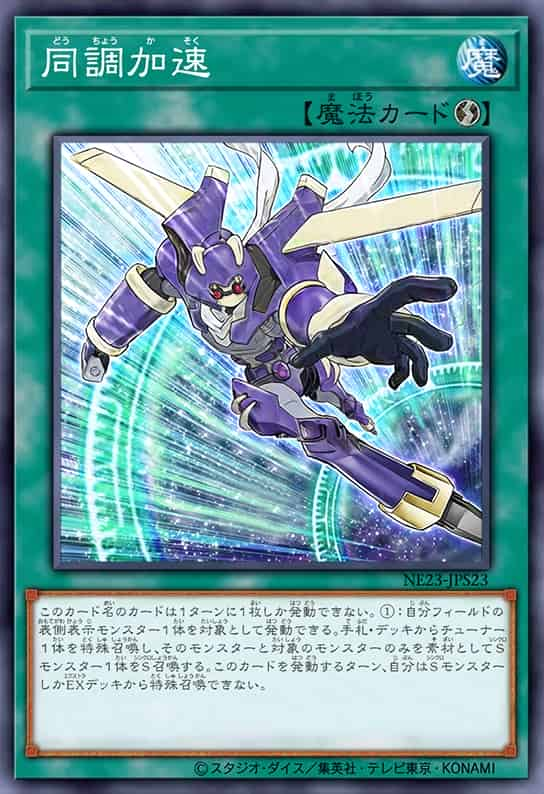 同調加速
魔
【魔法カード】
NE23-JPS23
このカード名のカードは1ターンに1枚しか発動できない。①：自分フィールドの
表側表示モンスター1体を対象として発動できる。手札・デッキからチューナー
1体を特殊召喚し、そのモンスターと対象のモンスターのみを素材としてS
モンスター1体をS召喚する。このカードを発動するターン、自分はSモンスター
しかEXデッキから特殊召喚できない。
©スタジオ・ダイス／集英社・テレビ東京・KONAMI